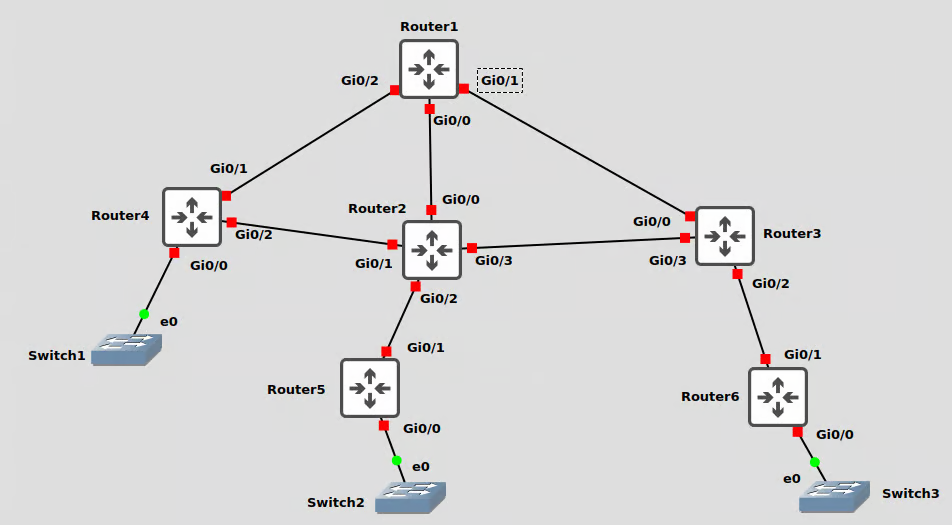 Router1
Gi0/2
Gi0/1
Gi0/0
Gi0/1
Router4
Gi0/2
Gi0/0
Router2
Gi0/0
Gi0/1
Gi0/3
Gi0/2
Gi0/0
Router3
Gi0/3
Gi0/2
e0
Switch1
Gi0/1
Router5
Gi0/0
e0
Switch2
Gi0/1
Router6
Gi0/0
e0
Switch3